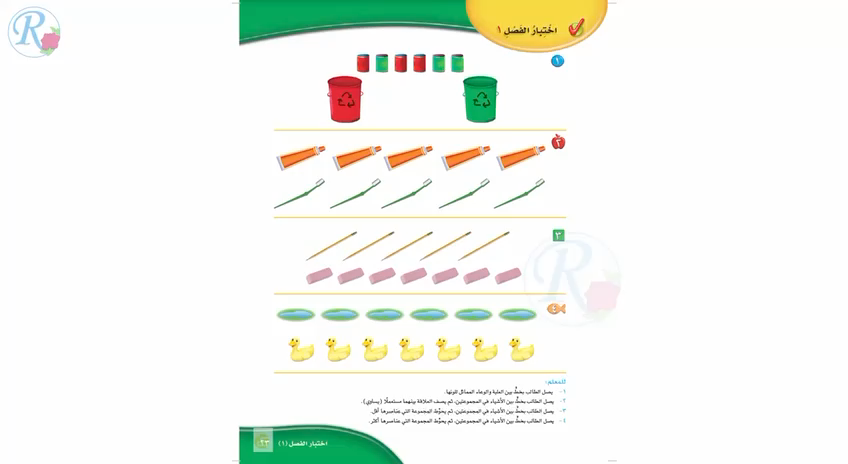 اختبار الفصل ١
١
٢
٣
٤
للمعلم:
١- يصل الطالب بخطٍّ بين العلبة والوعاء المماثل للونها.
٢- يصل الطالب بخطٍّ بين الأشياء في المجموعتين، ثم يصف العلاقة بينهما مستعملًا (يساوي).
٣- يصل الطالب بخطٍّ بين الأشياء في المجموعتين، ثم يحوِّط المجموعة التي عناصرها أقل.
٤- يصل الطالب بخطٍّ بين الأشياء في المجموعتين، ثم يحوِّط المجموعة التي عناصرها أكثر.
اختبار الفصل (١) ٢٣
R
R